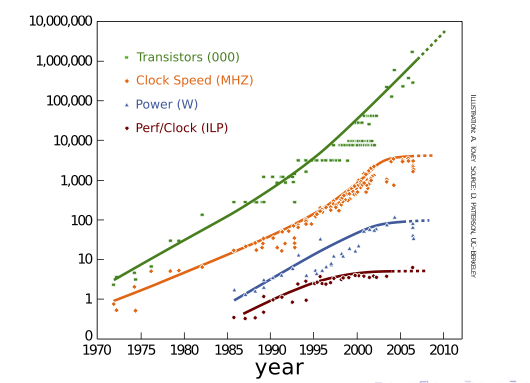 10,000,000
1,000,000
100,000
10,000
1,000
100
10
1
0
Transistors (000)
Clock Speed (MHZ)
Power (W)
Perf/Clock (ILP)
1970 1975 1980 1985 1990 1995 2000 2005 2010
year
ILLUSTRATION: A. TOVEY SOURCE: D. PATTERSON, UC-BERKELEY